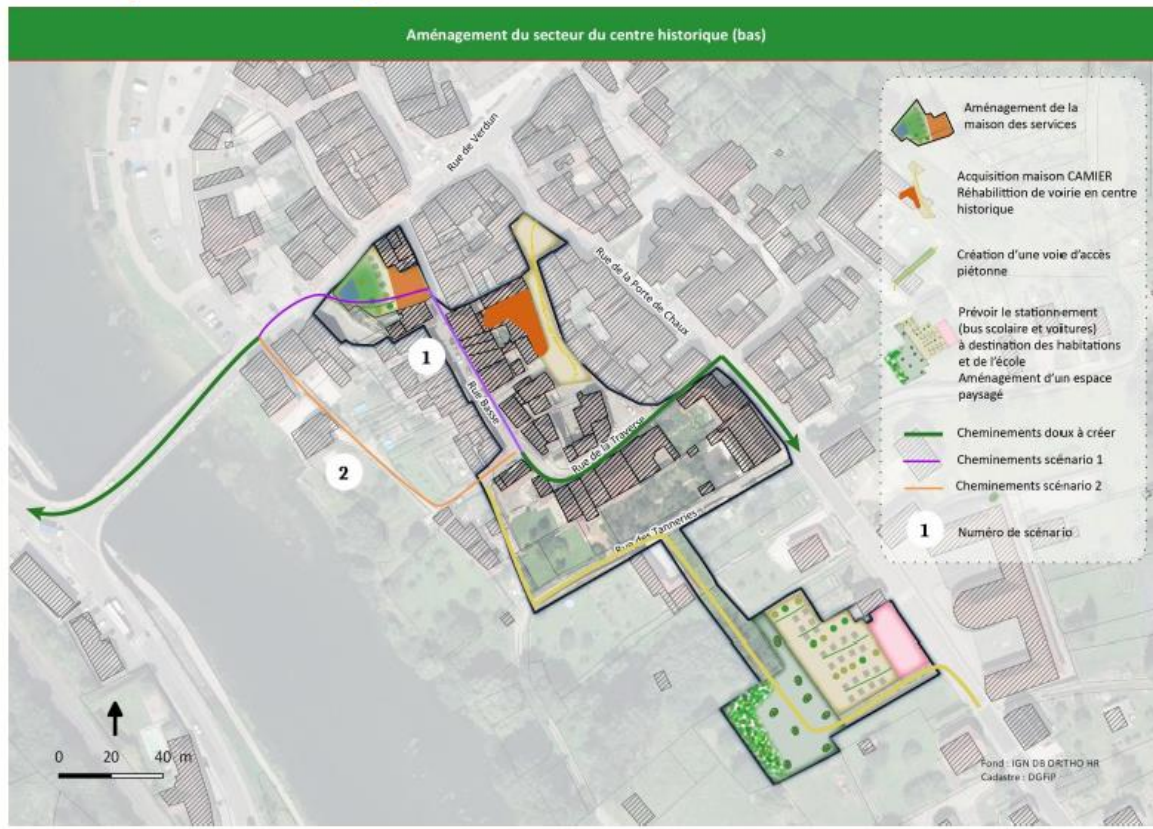 Aménagement du secteur du centre historique (bas)
Aménagement de la
maison des services
Acquisition maison CAMIER
Réhabilittion de voirie en centre
historique
Création d'une voie d'accès
piétonne
Prévoir le stationnement
(bus scolaire et voitures)
à destination des habitations
et de l'école
Aménagement d'un espace
paysagé
Cheminements doux à créer
Cheminements scénario 1
Cheminements scénario 2
1 Numéro de scénario
Rue de Verdun
Rue de la Porte de Chaux
1
Rue Basse
Rue de la Traverse
2
Rue des Tanneries
0 20 40 m
Fond : IGN DB ORTHO HR
Cadastre : DGFiP